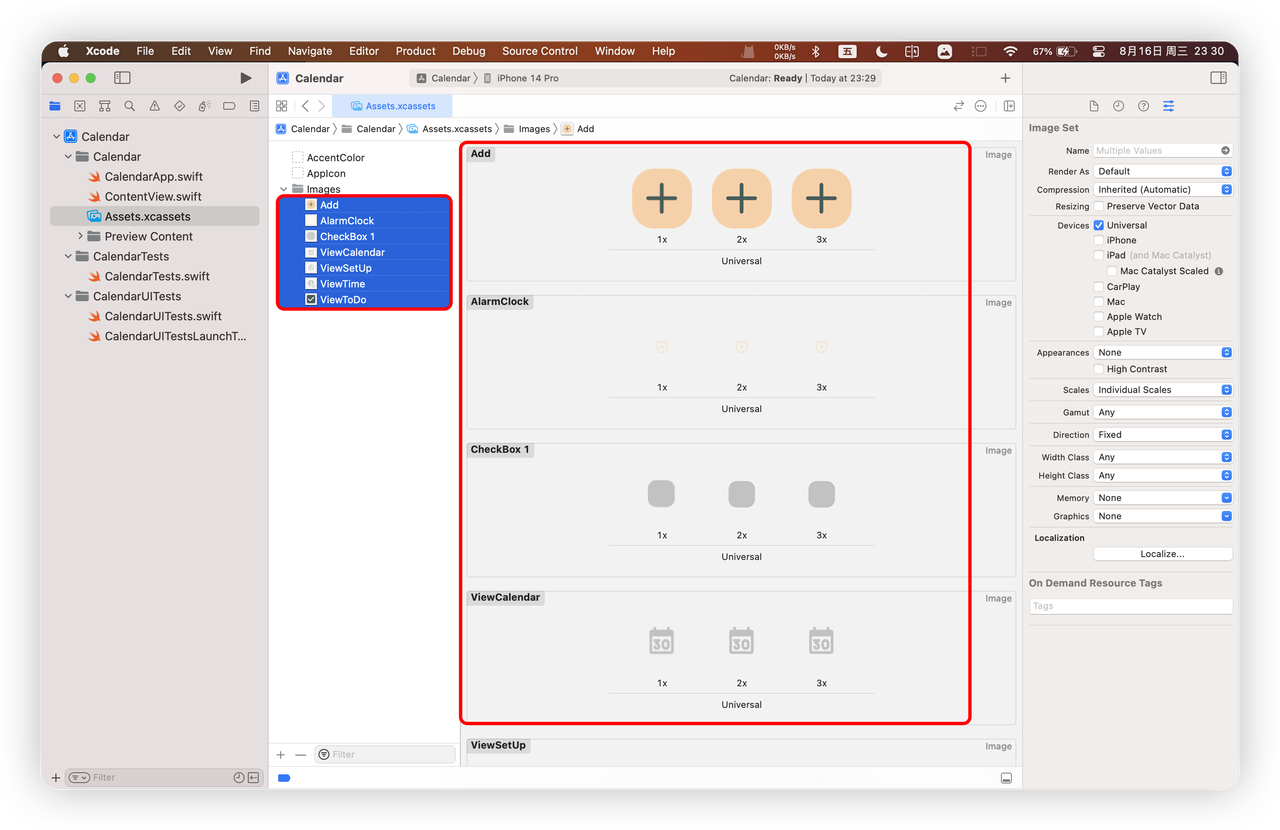 Xcode File Edit View Find Navigate Editor Product Debug Source Control Window Help 0KB/s 0KB/s 五 67% 8月16日 周三 23 30
Calendar Calendar iPhone 14 Pro Calendar: Ready | Today at 23:29
Assets.xcassets
Calendar Calendar Assets.xcassets Images Add
Calendar
Calendar
CalendarApp.swift
ContentView.swift
Assets.xcassets
Preview Content
CalendarTests
CalendarTests.swift
CalendarUITests
CalendarUITests.swift
CalendarUITestsLaunchT...
Filter
AccentColor
AppIcon
Images
Add
AlarmClock
CheckBox 1
ViewCalendar
ViewSetUp
ViewTime
ViewToDo
Filter
Add Image
1x 2x 3x
Universal
AlarmClock Image
1x 2x 3x
Universal
CheckBox 1 Image
1x 2x 3x
Universal
ViewCalendar Image
30 30 30
1x 2x 3x
Universal
ViewSetUp Image
Image Set
Name Multiple Values
Render As Default
Compression Inherited (Automatic)
Resizing Preserve Vector Data
Devices Universal
iPhone
iPad (and Mac Catalyst)
Mac Catalyst Scaled
CarPlay
Mac
Apple Watch
Apple TV
Appearances None
High Contrast
Scales Individual Scales
Gamut Any
Direction Fixed
Width Class Any
Height Class Any
Memory None
Graphics None
Localization
Localize...
On Demand Resource Tags
Tags